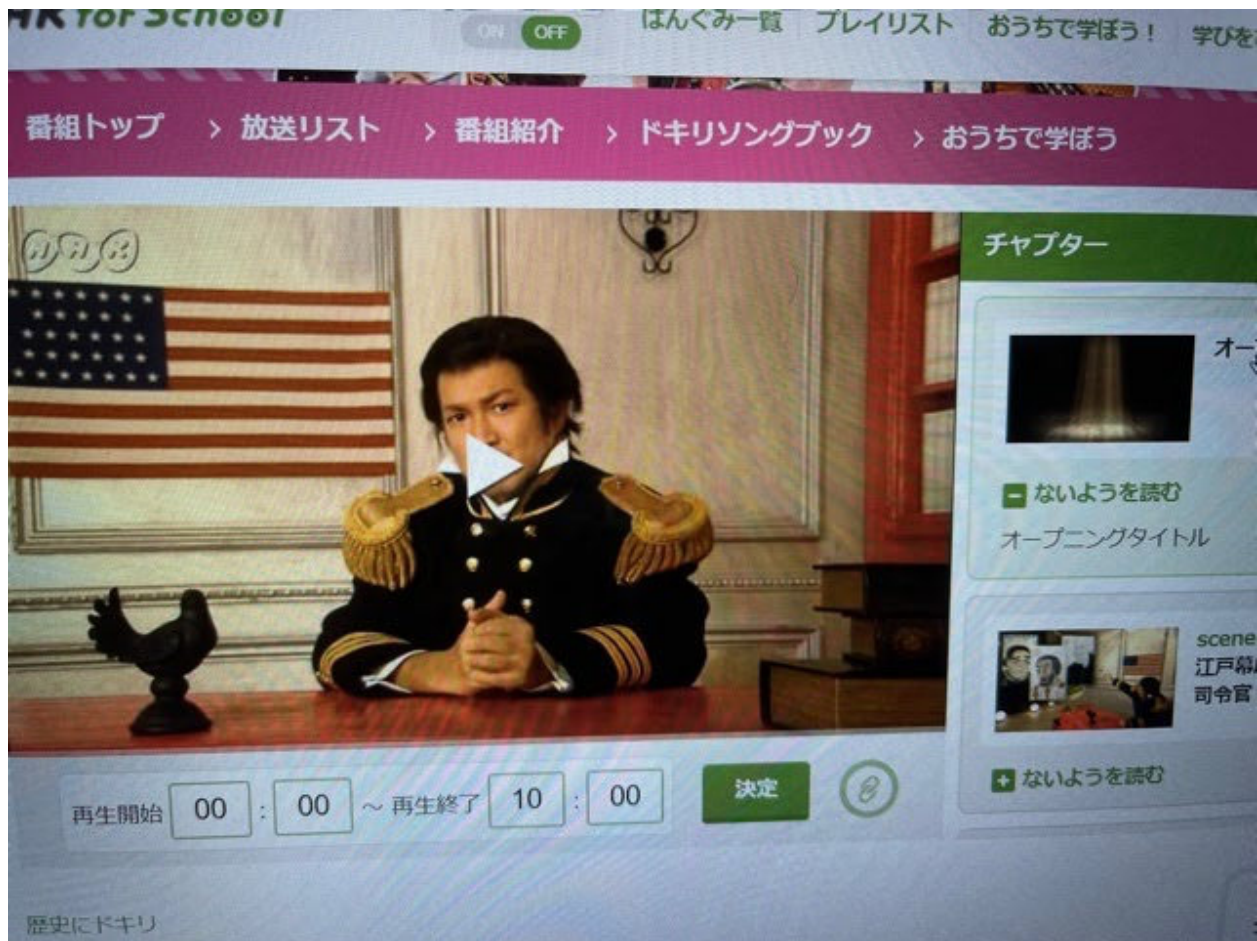 for School
ON OFF
ばんぐみ一覧 プレイリスト おうちで学ぼう! 学びを
番組トップ > 放送リスト > 番組紹介 > ドキリソングブック > おうちで学ぼう
NHK
チャプター
オー
ないようを読む
オープニングタイトル
scene
江戸幕
司令官
ないようを読む
再生開始 00 : 00 ~ 再生終了 10 : 00 決定
歴史にドキリ